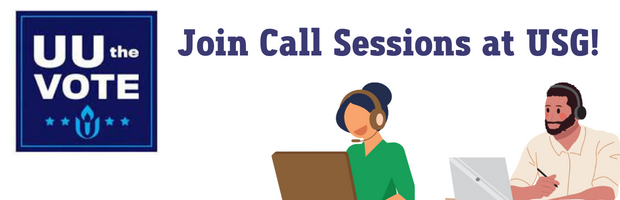 UU the
VOTE
Join Call Sessions at USG!